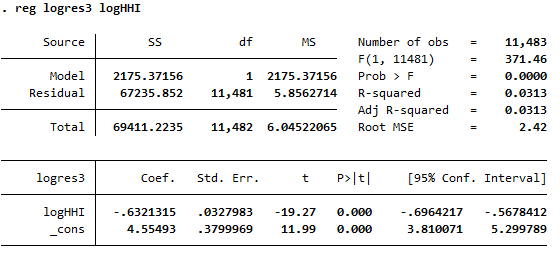 . reg logres3 logHHI
Source SS df MS Number of obs = 11,483
F(1, 11481) = 371.46
Model 2175.37156 1 2175.37156 Prob > F = 0.0000
Residual 67235.852 11,481 5.8562714 R-squared = 0.0313
Adj R-squared = 0.0313
Total 69411.2235 11,482 6.04522065 Root MSE = 2.42
logres3 Coef. Std. Err. t P>|t| [95% Conf. Interval]
logHHI -.6321315 .0327983 -19.27 0.000 -.6964217 -.5678412
_cons 4.55493 .3799969 11.99 0.000 3.810071 5.299789